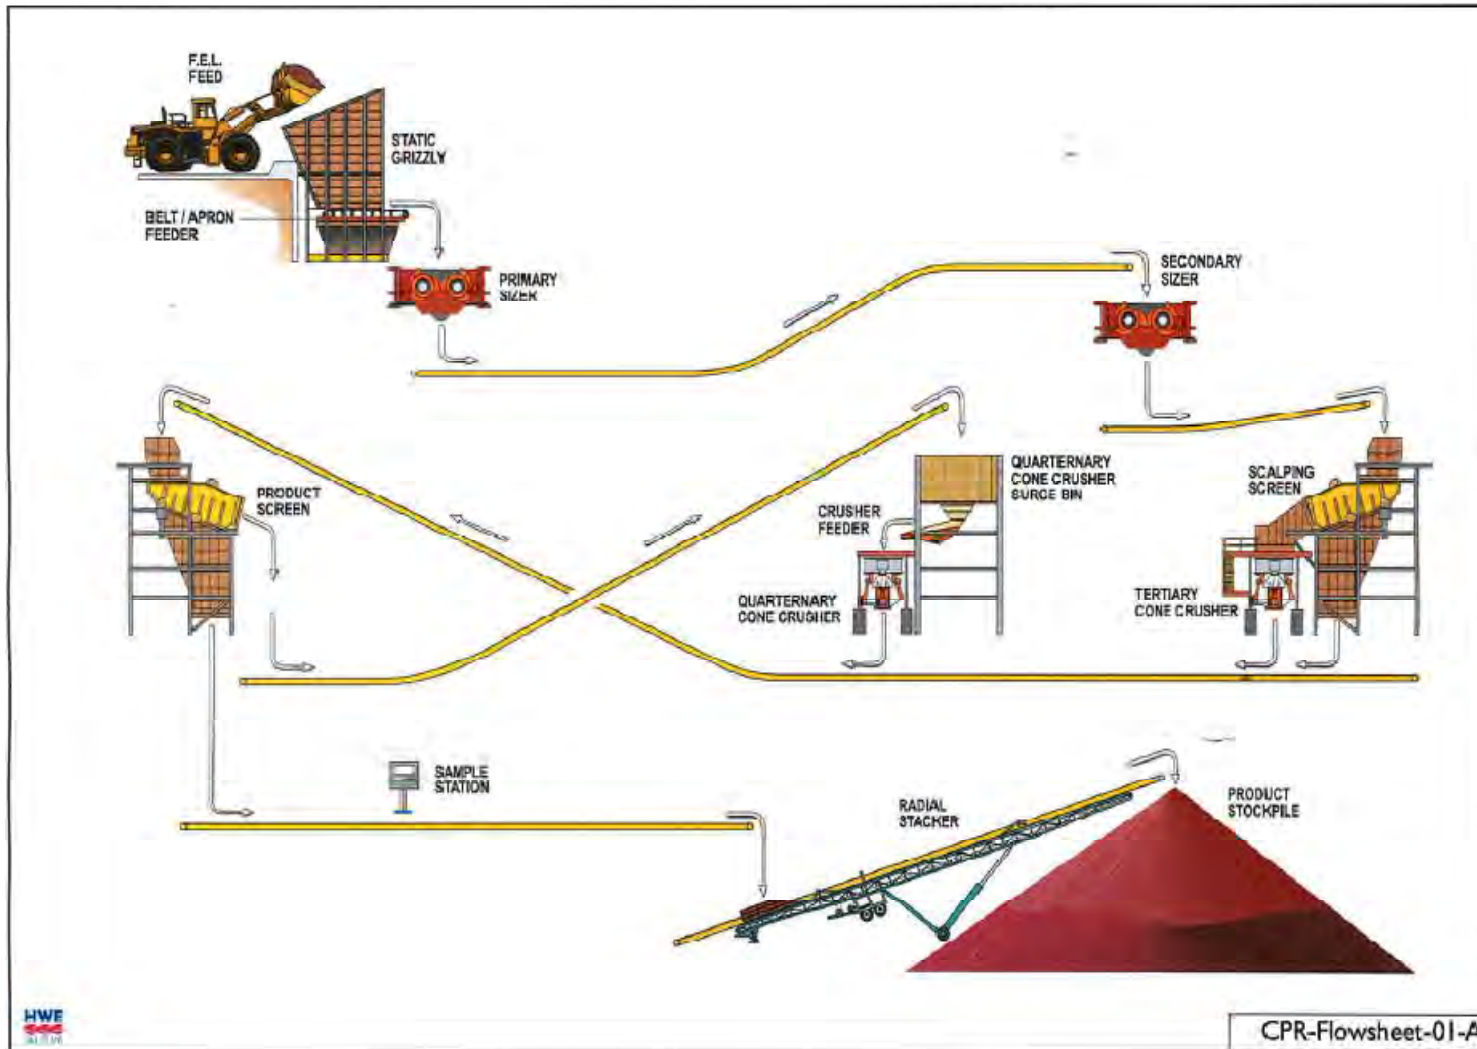 F.E.L.
FEED
STATIC
GRIZZLY
BELT / APRON
FEEDER
PRIMARY
SIZER
SECONDARY
SIZER
PRODUCT
SCREEN
QUARTERNARY
CONE CRUSHER
SURGE BIN
CRUSHER
FEEDER
SCALPING
SCREEN
QUARTERNARY
CONE CRUSHER
TERTIARY
CONE CRUSHER
SAMPLE
STATION
RADIAL
STACKER
PRODUCT
STOCKPILE
HWE
CPR-Flowsheet-01-A